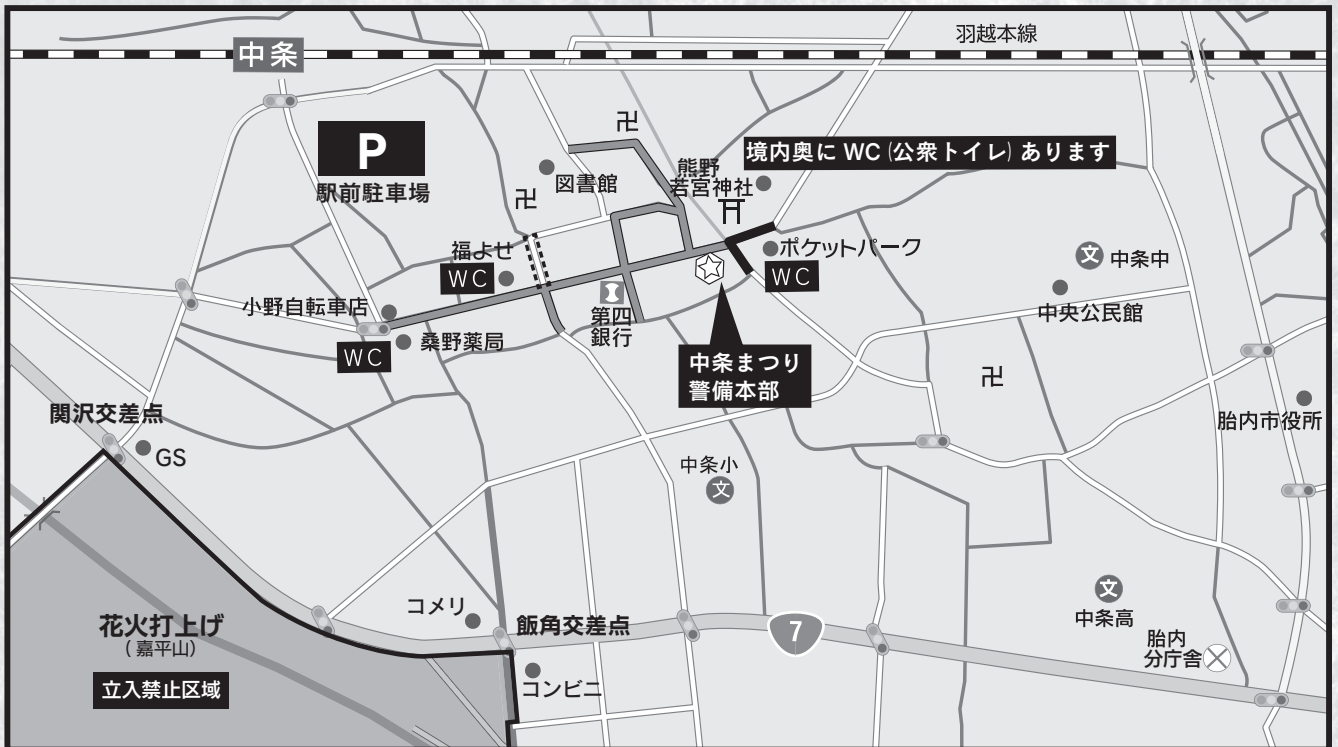 羽越本線
中条
P
駅前駐車場
図書館
熊野
若宮神社
境内奥に WC (公衆トイレ) あります
福よせ
WC
ポケットパーク
WC
文
中条中
中央公民館
小野自転車店
桑野薬局
WC
第四
銀行
中条まつり
警備本部
胎内市役所
関沢交差点
GS
中条小
文
文
中条高
胎内
分庁舎
コメリ
飯角交差点
7
コンビニ
花火打上げ
(嘉平山)
立入禁止区域